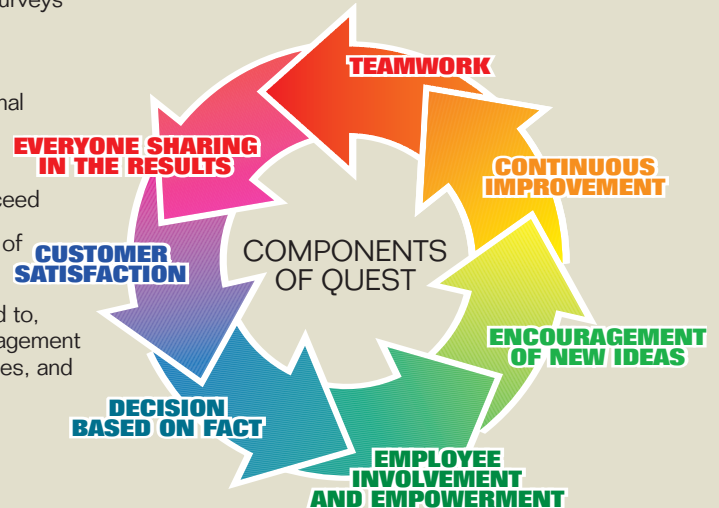 urveys
nal
ceed
of
d to,
agement
es, and
TEAMWORK
CONTINUOUS
IMPROVEMENT
ENCOURAGEMENT
OF NEW IDEAS
EMPLOYEE
INVOLVEMENT
AND EMPOWERMENT
DECISION
BASED ON FACT
CUSTOMER
SATISFACTION
EVERYONE SHARING
IN THE RESULTS
COMPONENTS
OF QUEST